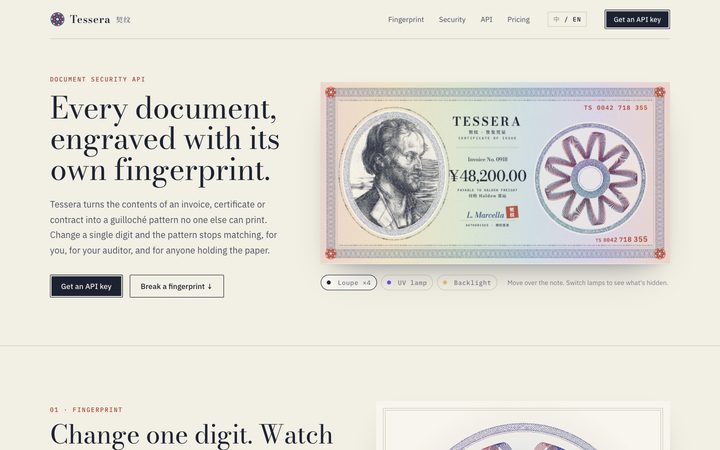 Tessera 契纹
Fingerprint Security API Pricing 中 / EN Get an API key
DOCUMENT SECURITY API
Every document,
engraved with its
own fingerprint.
Tessera turns the contents of an invoice, certificate or
contract into a guilloché pattern no one else can print.
Change a single digit and the pattern stops matching, for
you, for your auditor, and for anyone holding the paper.
Get an API key Break a fingerprint ↓
TS 0042 718 355
TESSERA
CERTIFICATE OF ISSUE
Invoice No. 0918
¥48,200.00
PAYABLE TO HALDEN FREIGHT
L. Marcella
AUTHORISED
TS 0042 718 355
Loupe ×4 UV lamp Backlight Move over the note. Switch lamps to see what's hidden.
01 · FINGERPRINT
Change one digit. Watch